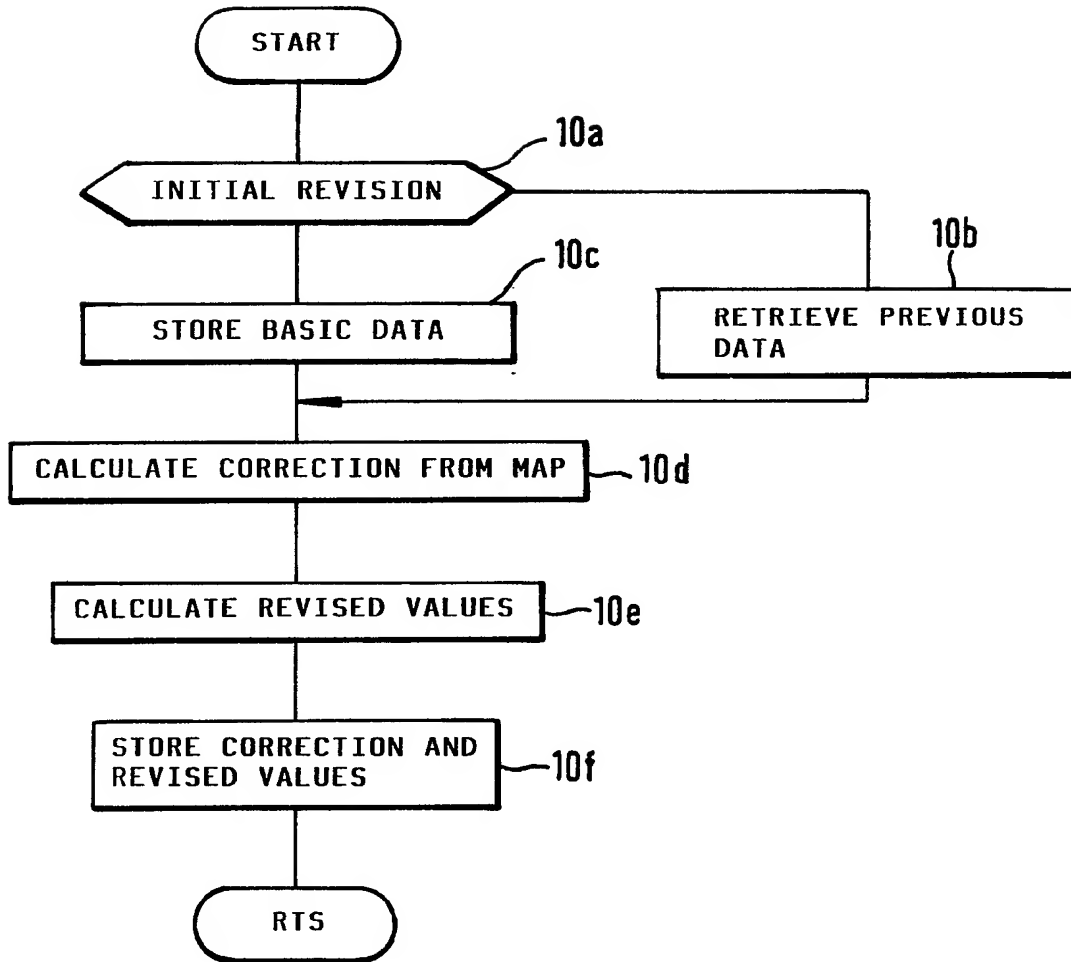 START
10a
INITIAL REVISION
10b
10c
STORE BASIC DATA
RETRIEVE PREVIOUS
DATA
CALCULATE CORRECTION FROM MAP
10d
CALCULATE REVISED VALUES
10e
STORE CORRECTION AND
REVISED VALUES
10f
RTS